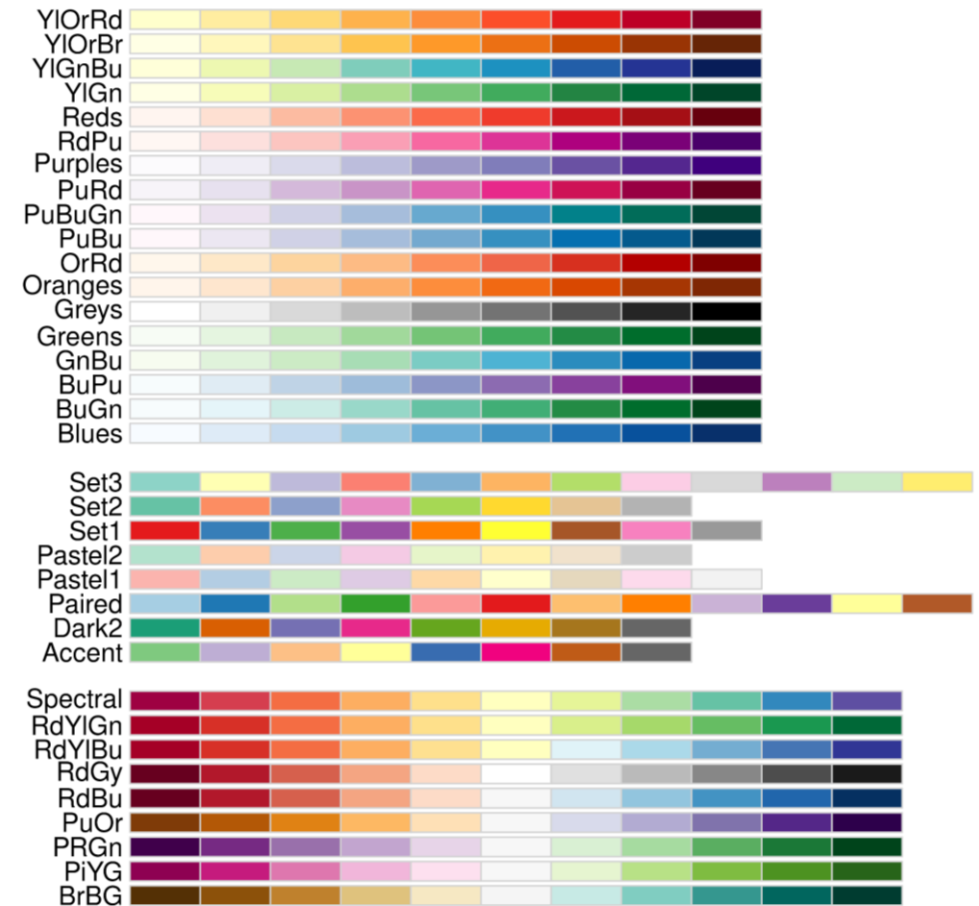 YlOrRd
YlOrBr
YlGnBu
YlGn
Reds
RdPu
Purples
PuRd
PuBuGn
PuBu
OrRd
Oranges
Greys
Greens
GnBu
BuPu
BuGn
Blues
Set3
Set2
Set1
Pastel2
Pastel1
Paired
Dark2
Accent
Spectral
RdYlGn
RdYlBu
RdGy
RdBu
PuOr
PRGn
PiYG
BrBG